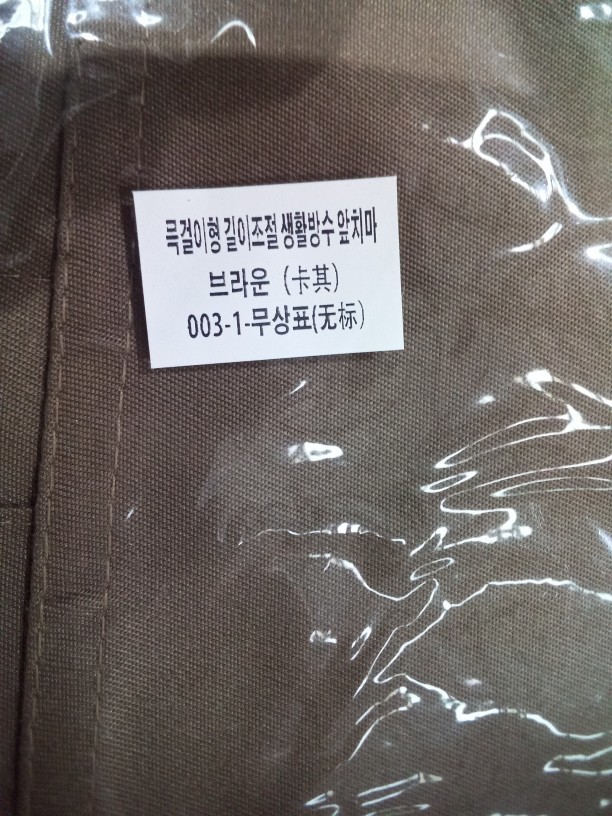 목걸이형 길이조절 생활방수 앞치마
브라운 (卡其)
003-1-무상표(无标)